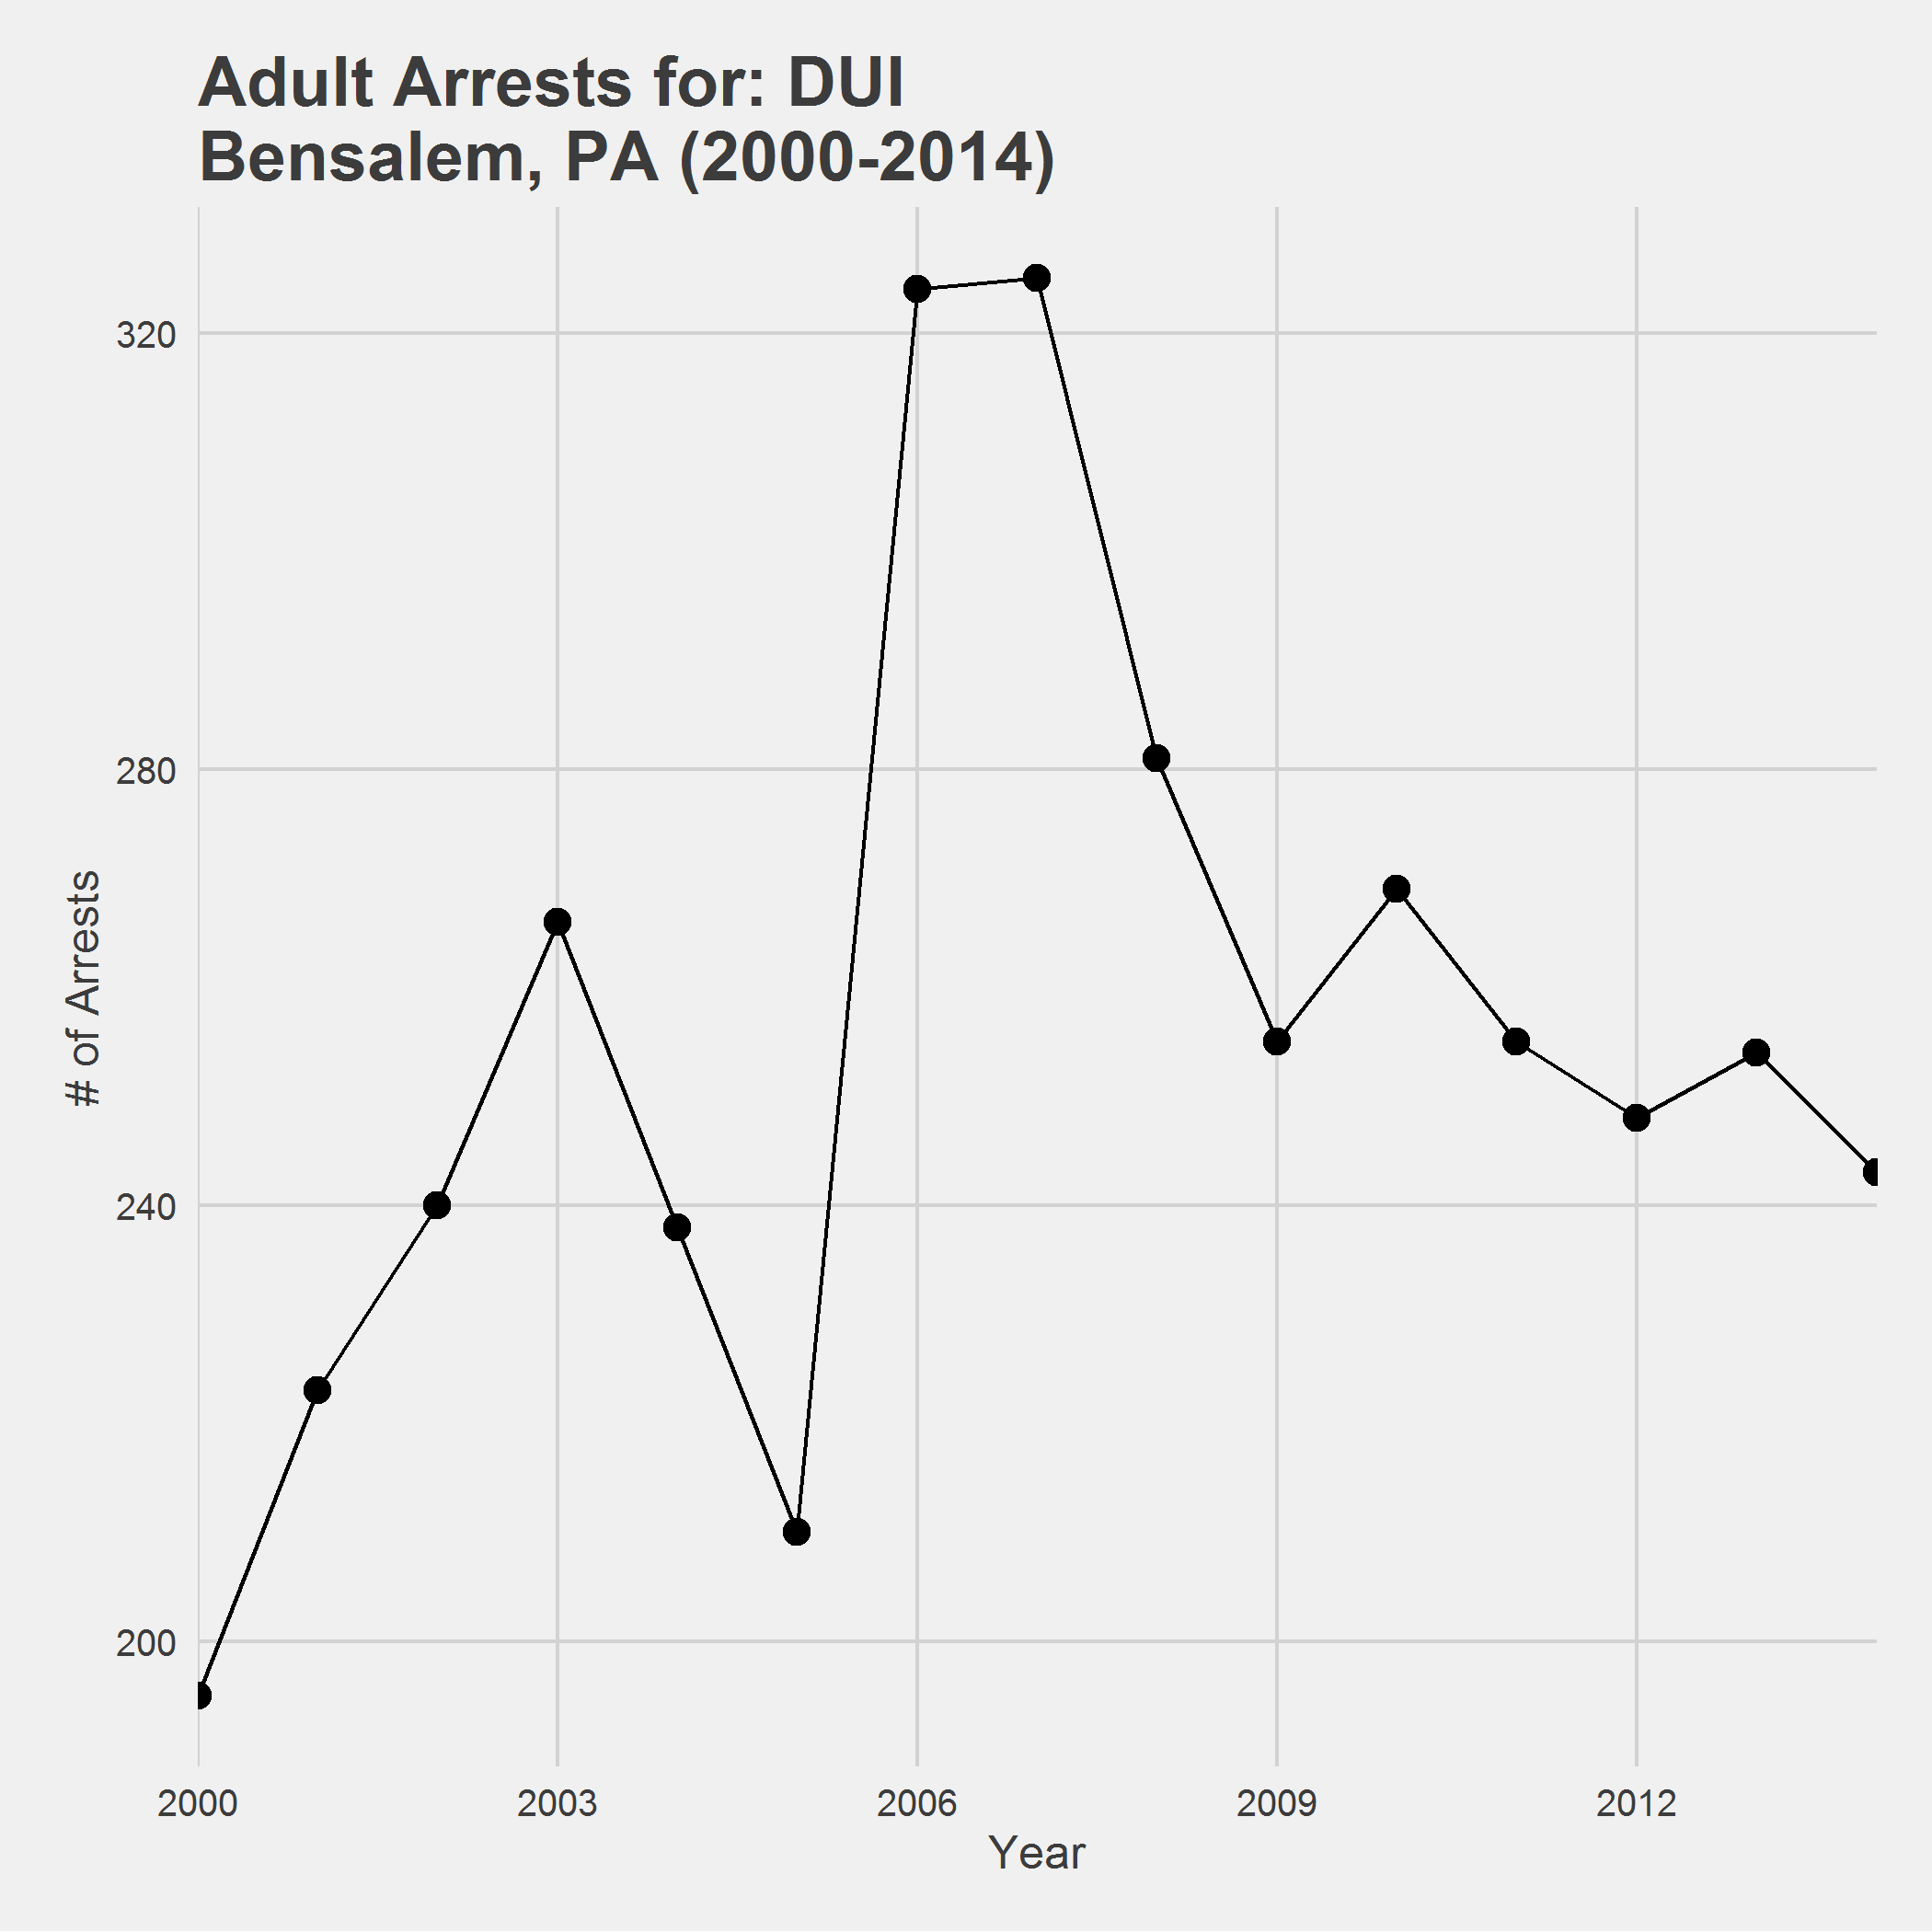 Adult Arrests for: DUI
Bensalem, PA (2000-2014)
320
280
240
200
# of Arrests
2000 2003 2006 2009 2012
Year